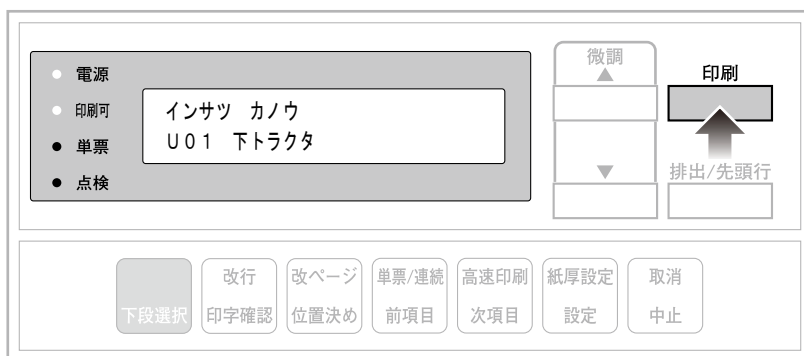 電源
印刷可
単票
点検
インサツ カノウ
U01 下トラクタ
微調
印刷
排出/先頭行
下段選択
改行
印字確認
改ページ
位置決め
単票/連続
前項目
高速印刷
次項目
紙厚設定
設定
取消
中止